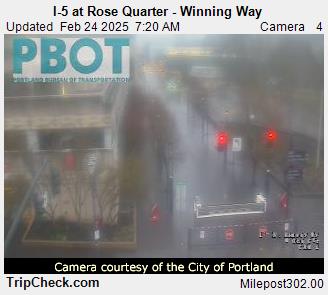 I-5 at Rose Quarter - Winning Way
Updated Feb 24 2025 7:20 AM Camera 4
PBOT
PORTLAND BUREAU OF TRANSPORTATION
Camera courtesy of the City of Portland
TripCheck.com Milepost302.00